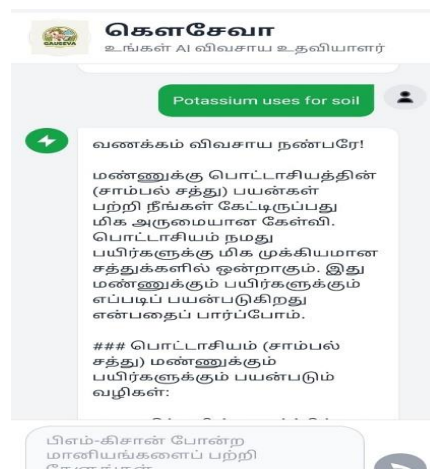 GAUSEVA
கௌசேவா
உங்கள் AI விவசாய உதவியாளர்
Potassium uses for soil
வணக்கம் விவசாய நண்பரே!
மண்ணுக்கு பொட்டாசியத்தின்
(சாம்பல் சத்து) பயன்கள்
பற்றி நீங்கள் கேட்டிருப்பது
மிக அருமையான கேள்வி.
பொட்டாசியம் நமது
பயிர்களுக்கு மிக முக்கியமான
சத்துக்களில் ஒன்றாகும். இது
மண்ணுக்கும் பயிர்களுக்கும்
எப்படிப் பயன்படுகிறது
என்பதைப் பார்ப்போம்.
### பொட்டாசியம் (சாம்பல்
சத்து) மண்ணுக்கும்
பயிர்களுக்கும் பயன்படும்
வழிகள்:
பிஎம்-கிசான் போன்ற
மானியங்களைப் பற்றி